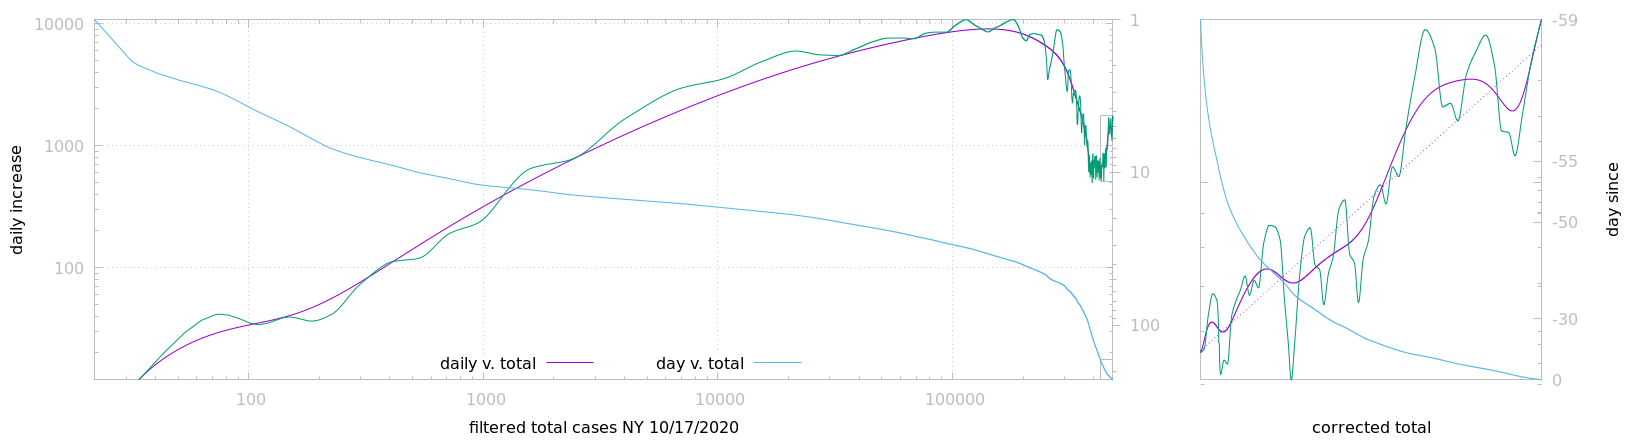 10000
1000
100
daily increase
1
10
100
100
1000
10000
100000
daily v. total
day v. total
filtered total cases NY 10/17/2020
-59
-55
-50
-30
0
day since
corrected total